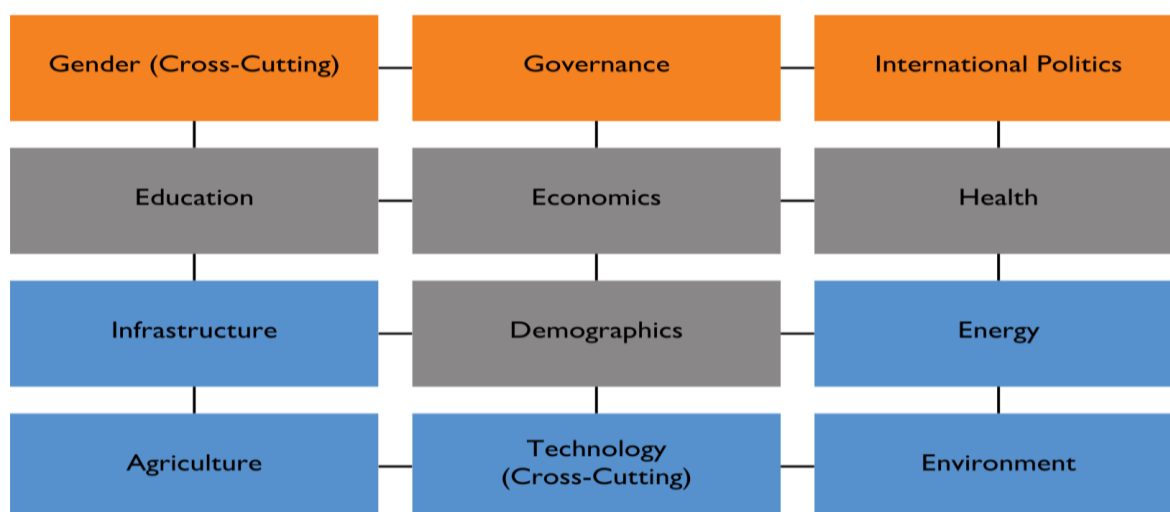 Gender (Cross-Cutting)
Governance
International Politics
Education
Economics
Health
Infrastructure
Demographics
Energy
Agriculture
Technology
(Cross-Cutting)
Environment